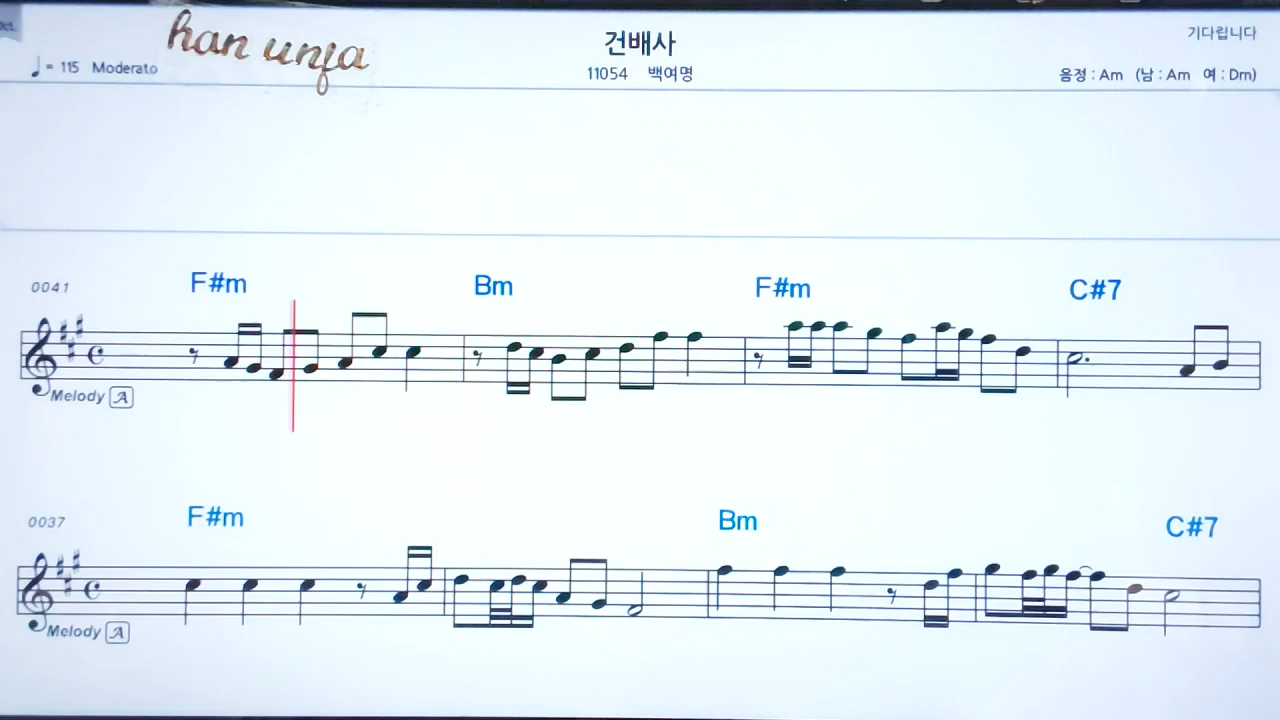 han unja
건배사
기다립니다
♩= 115 Moderato
11054 백여명
음정 : Am (남 : Am 여 : Dm)
0041
F#m Bm F#m C#7
Melody A
0037
F#m Bm C#7
Melody A